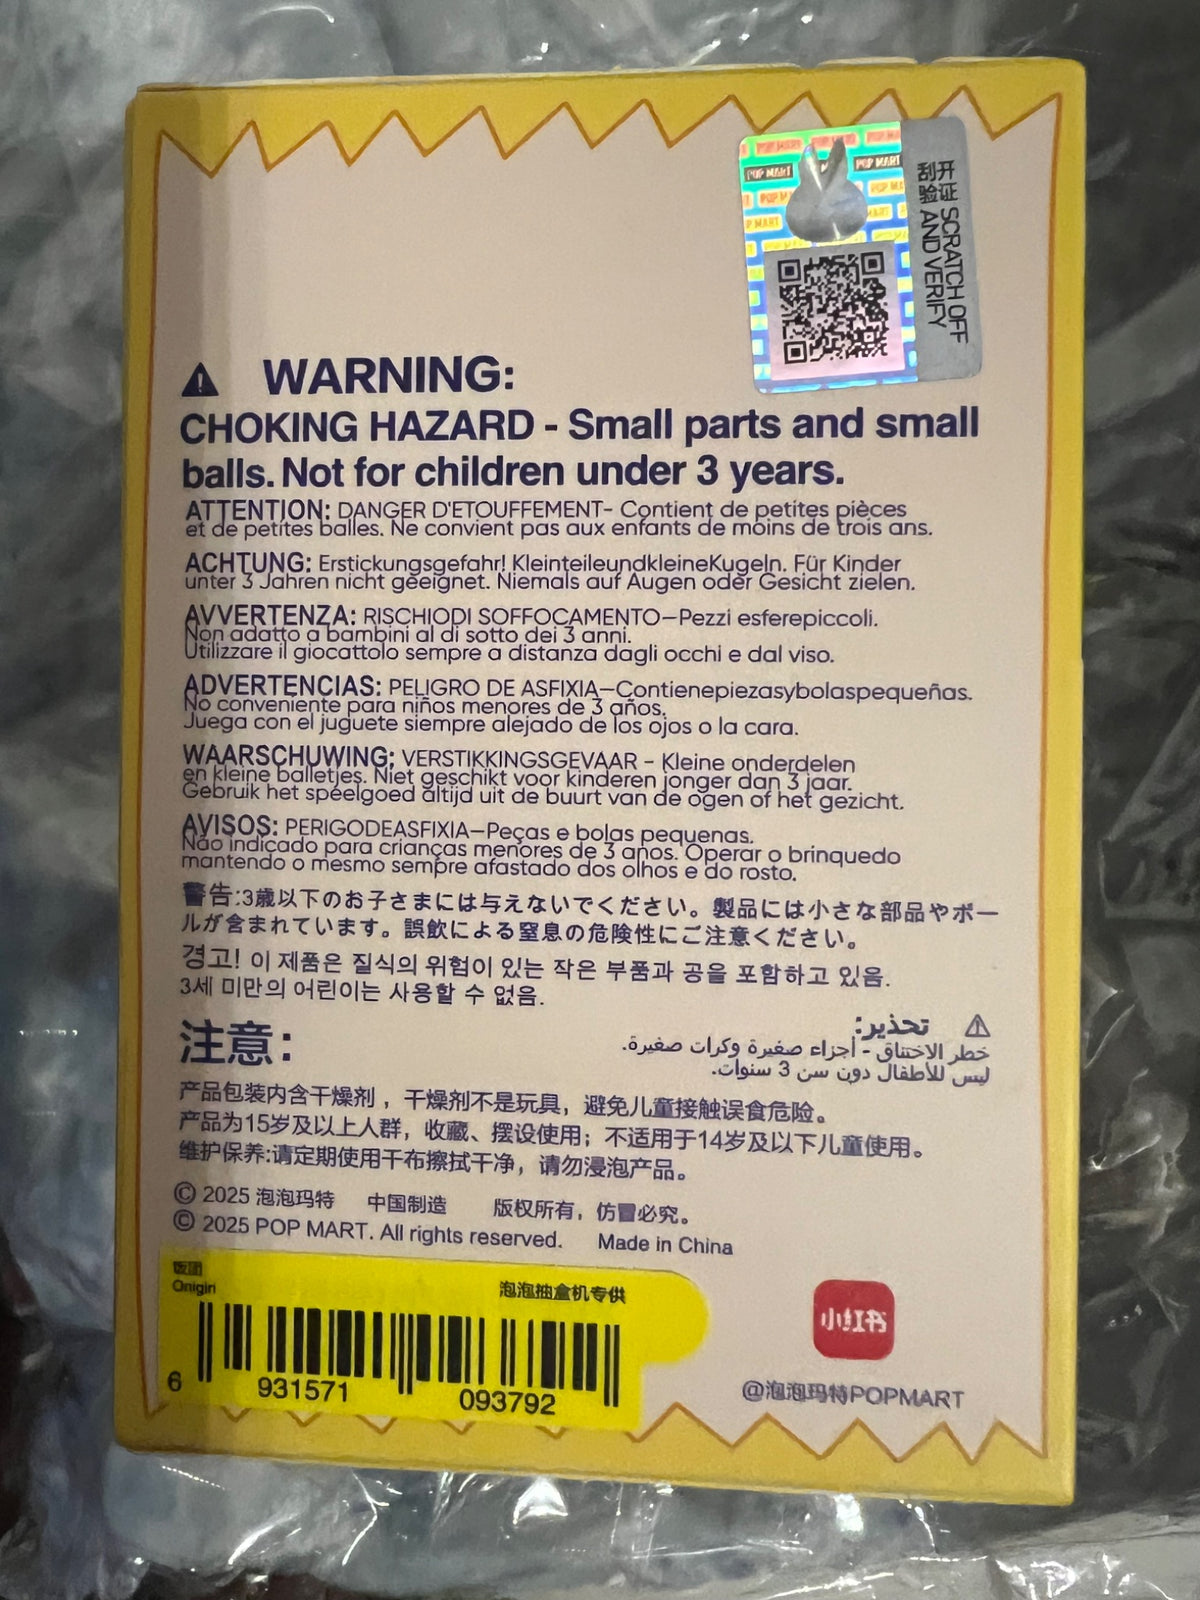 POP MART
开刮 SCRATCH OFF
AND VERIFY
WARNING:
CHOKING HAZARD - Small parts and small
balls. Not for children under 3 years.
ATTENTION: DANGER D'ETOUFFEMENT- Contient de petites pièces
et de petites balles. Ne convient pas aux enfants de moins de trois ans.
ACHTUNG: Erstickungsgefahr! KleinteileundkleineKugeln. Für Kinder
unter 3 Jahren nicht geeignet. Niemals auf Augen oder Gesicht zielen.
AVVERTENZA: RISCHIODI SOFFOCAMENTO—Pezzi esferepiccoli.
Non adatto a bambini al di sotto dei 3 anni.
Utilizzare il giocattolo sempre a distanza dagli occhi e dal viso.
ADVERTENCIAS: PELIGRO DE ASFIXIA—Contienepiezasybolaspequeñas.
No conveniente para niños menores de 3 años.
Juega con el juguete siempre alejado de los ojos o la cara.
WAARSCHUWING; VERSTIKKINGSGEVAAR - Kleine onderdelen
en kleine balletjes. Niet geschikt voor kinderen jonger dan 3 jaar.
Gebruik het speelgoed altijd uit de buurt van de ogen of het gezicht.
AVISOS: PERIGODEASFIXIA—Peças e bolas pequenas.
Não indicado para crianças menores de 3 anos. Operar o brinquedo
mantendo o mesmo sempre afastado dos olhos e do rosto.
警告:3歳以下のお子さまには与えないでください。製品には小さな部品やボー
ルが含まれています。誤飲による窒息の危険性にご注意ください。
경고! 이 제품은 질식의 위험이 있는 작은 부품과 공을 포함하고 있음.
3세 미만의 어린이는 사용할 수 없음.
تحذير:
خطر الاختناق - أجزاء صغيرة وكرات صغيرة.
ليس للأطفال دون سن 3 سنوات.
注意:
产品包装内含干燥剂，干燥剂不是玩具，避免儿童接触误食危险。
产品为15岁及以上人群，收藏、摆设使用；不适用于14岁及以下儿童使用。
维护保养:请定期使用干布擦拭干净，请勿浸泡产品。
© 2025 泡泡玛特 中国制造 版权所有，仿冒必究。
© 2025 POP MART. All rights reserved. Made in China
饭团
Onigiri
泡泡抽盒机专供
6 931571 093792
小红书
@泡泡玛特POPMART